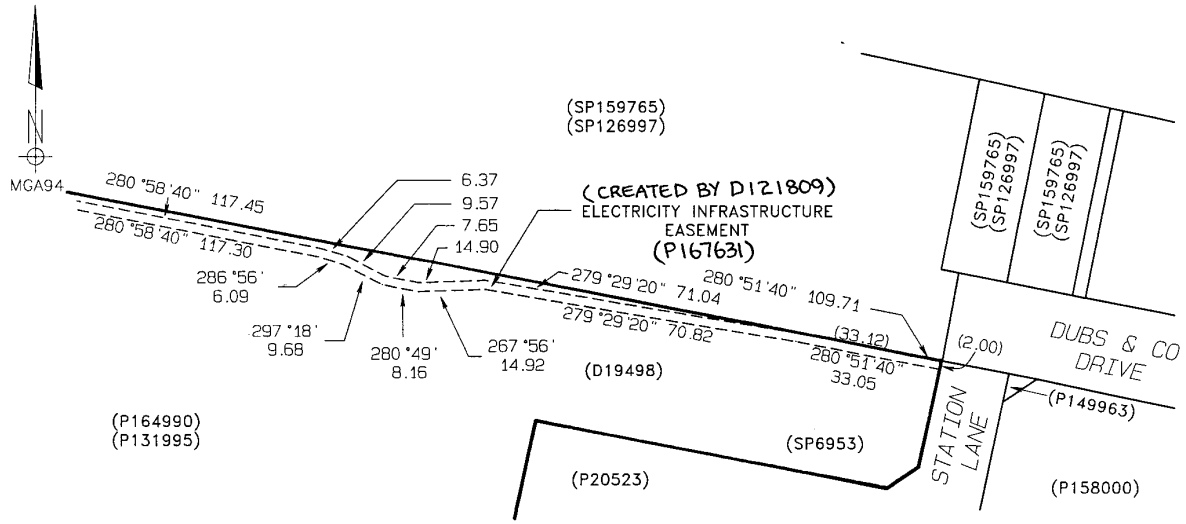 N
MGA94
(SP159765)
(SP126997)
(SP159765)
(SP126997)
(SP159765)
(SP126997)
280°58'40" 117.45
280°58'40" 117.30
6.37
9.57
7.65
14.90
(CREATED BY D121809)
ELECTRICITY INFRASTRUCTURE
EASEMENT
(P167631)
286°56'
6.09
297°18'
9.68
280°49'
8.16
267°56'
14.92
279°29'20" 71.04
279°29'20" 70.82
280°51'40" 109.71
(33.12)
280°51'40"
33.05
(2.00)
DUBS & CO
DRIVE
(D19498)
(P164990)
(P131995)
(SP6953)
(P20523)
STATION
LANE
(P149963)
(P158000)